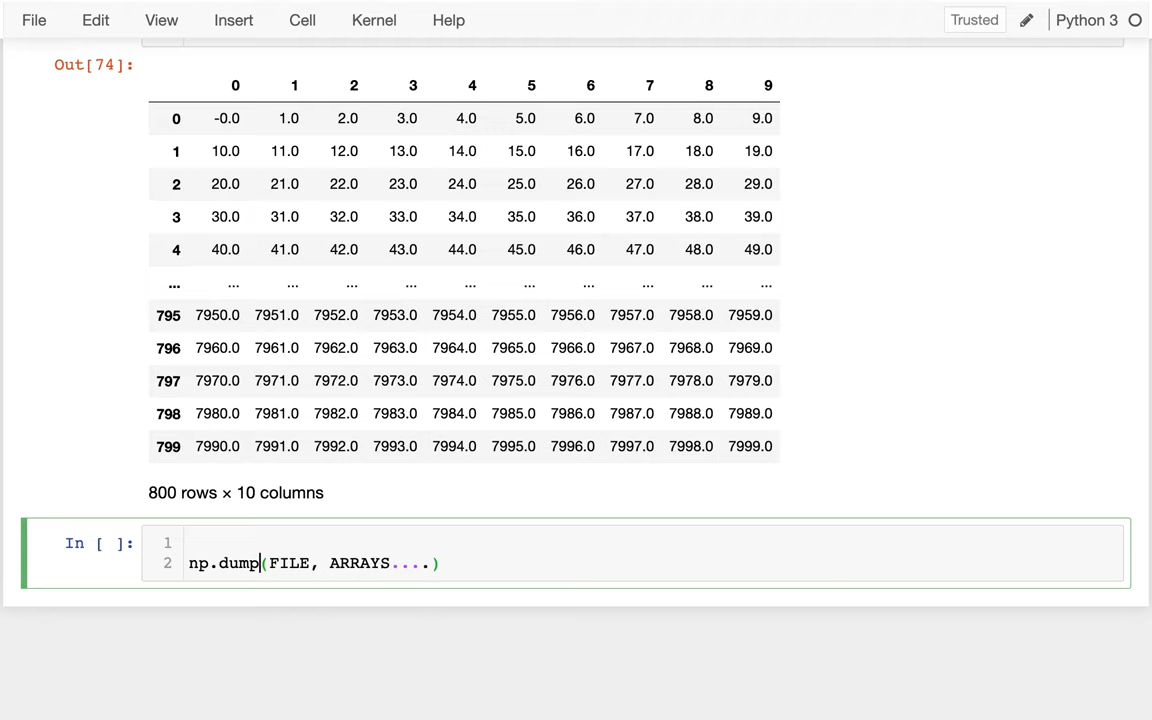 File Edit View Insert Cell Kernel Help Trusted Python 3
Out[74]:
0 1 2 3 4 5 6 7 8 9
0 -0.0 1.0 2.0 3.0 4.0 5.0 6.0 7.0 8.0 9.0
1 10.0 11.0 12.0 13.0 14.0 15.0 16.0 17.0 18.0 19.0
2 20.0 21.0 22.0 23.0 24.0 25.0 26.0 27.0 28.0 29.0
3 30.0 31.0 32.0 33.0 34.0 35.0 36.0 37.0 38.0 39.0
4 40.0 41.0 42.0 43.0 44.0 45.0 46.0 47.0 48.0 49.0
... ... ... ... ... ... ... ... ... ... ...
795 7950.0 7951.0 7952.0 7953.0 7954.0 7955.0 7956.0 7957.0 7958.0 7959.0
796 7960.0 7961.0 7962.0 7963.0 7964.0 7965.0 7966.0 7967.0 7968.0 7969.0
797 7970.0 7971.0 7972.0 7973.0 7974.0 7975.0 7976.0 7977.0 7978.0 7979.0
798 7980.0 7981.0 7982.0 7983.0 7984.0 7985.0 7986.0 7987.0 7988.0 7989.0
799 7990.0 7991.0 7992.0 7993.0 7994.0 7995.0 7996.0 7997.0 7998.0 7999.0
800 rows × 10 columns
In [ ]: 1
2 np.dump(FILE, ARRAYS....)